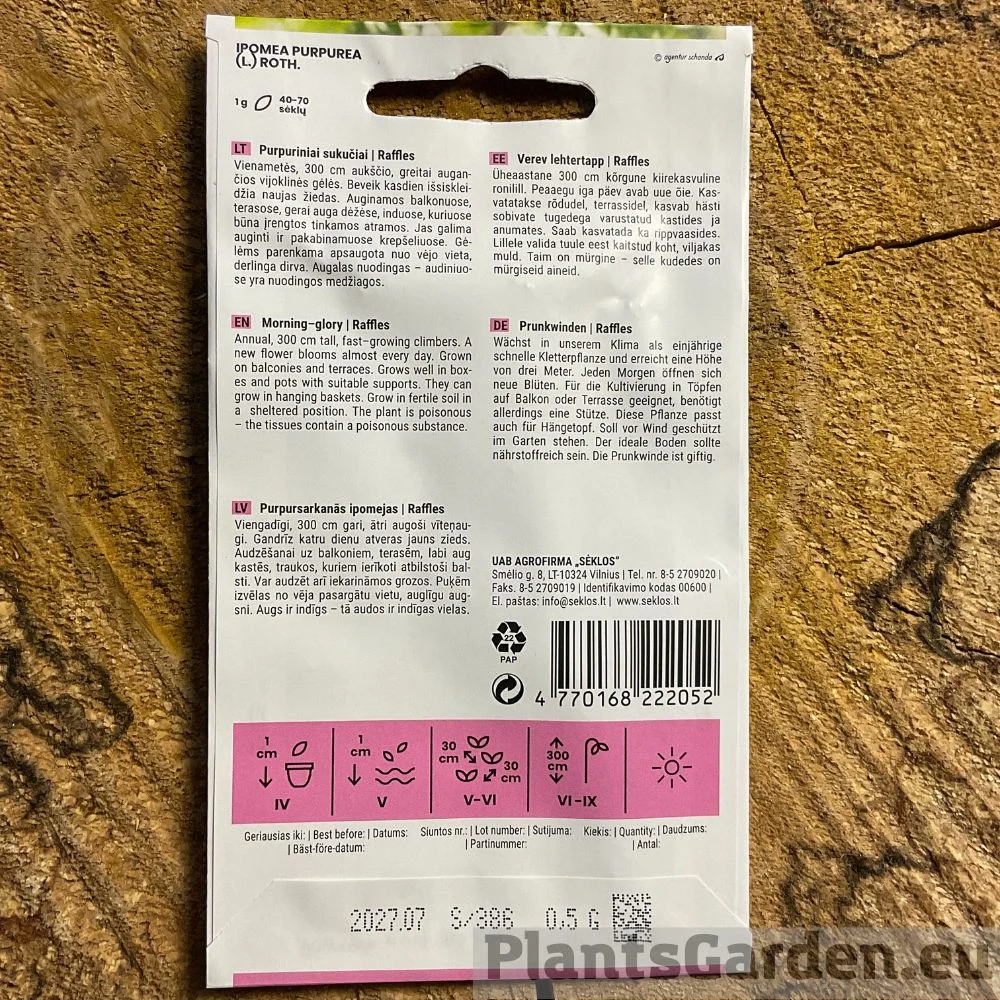 IPOMEA PURPUREA
(L.) ROTH.
© agentur schanda
1 g 40-70
sėklų
LT Purpuriniai sukučiai | Raffles
Vienametės, 300 cm aukščio, greitai augan-
čios vijoklinės gėlės. Beveik kasdien išsisklei-
džia naujas žiedas. Auginamos balkonuose,
terasose, gerai auga dėžėse, induose, kuriuose
būna įrengtos tinkamos atramos. Jas galima
auginti ir pakabinamuose krepšeliuose. Gė-
lėms parenkama apsaugota nuo vėjo vieta,
derlinga dirva. Augalas nuodingas – audiniuo-
se yra nuodingos medžiagos.
EE Verev lehtertapp | Raffles
Üheaastane 300 cm kõrgune kiirekasvuline
ronilill. Peaaegu iga päev avab uue õie. Kas-
vatatakse rõdudel, terrassidel, kasvab hästi
sobivate tugedega varustatud kastides ja
anumates. Saab kasvatada ka rippvaasides.
Lillele valida tuule eest kaitstud koht, viljakas
muld. Taim on mürgine – selle kudedes on
mürgiseid aineid.
EN Morning-glory | Raffles
Annual, 300 cm tall, fast-growing climbers. A
new flower blooms almost every day. Grown
on balconies and terraces. Grows well in box-
es and pots with suitable supports. They can
grow in hanging baskets. Grow in fertile soil in
a sheltered position. The plant is poisonous
– the tissues contain a poisonous substance.
DE Prunkwinden | Raffles
Wächst in unserem Klima als einjährige
schnelle Kletterpflanze und erreicht eine Höhe
von drei Meter. Jeden Morgen öffnen sich
neue Blüten. Für die Kultivierung in Töpfen
auf Balkon oder Terrasse geeignet, benötigt
allerdings eine Stütze. Diese Pflanze passt
auch für Hängetopf. Soll vor Wind geschützt
im Garten stehen. Der ideale Boden sollte
nährstoffreich sein. Die Prunkwinde ist giftig.
LV Purpursarkanās ipomejas | Raffles
Viengadīgi, 300 cm gari, ātri augoši vīteņau-
gi. Gandrīz katru dienu atveras jauns zieds.
Audzēšanai uz balkoniem, terasēm, labi aug
kastēs, traukos, kuriem ierīkoti atbilstoši bal-
sti. Var audzēt arī iekarināmos grozos. Puķēm
izvēlas no vēja pasargātu vietu, auglīgu aug-
sni. Augs ir indīgs – tā audos ir indīgas vielas.
UAB AGROFIRMA „SĖKLOS"
Smėlio g. 8, LT-10324 Vilnius | Tel. nr. 8-5 2709020 |
Faks. 8-5 2709019 | Identifikavimo kodas 00600 |
El. paštas: info@seklos.lt | www.seklos.lt
22
PAP
4 770168 222052
1 cm IV
1 cm V
30 cm 30 cm V-VI
300 cm VI-IX
Geriausias iki: | Best before: | Datums: Siuntos nr.: | Lot number: | Sutijuma: Kiekis: | Quantity: | Daudzums:
| Bäst-före-datum: | Partinummer: | Antal:
2027.07 S/386 0.5 G
PlantsGarden.eu